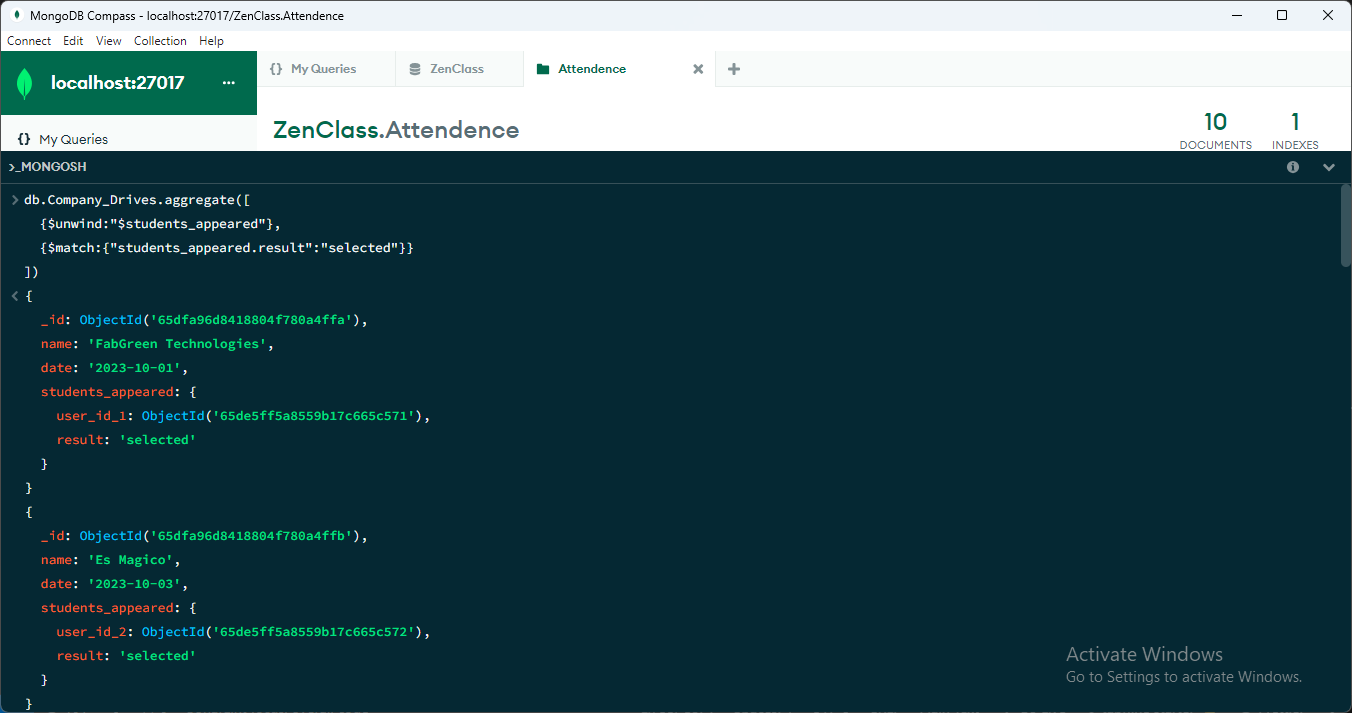 MongoDB Compass - localhost:27017/ZenClass.Attendence
Connect Edit View Collection Help
localhost:27017 ...
{} My Queries
{} My Queries ZenClass Attendence
ZenClass.Attendence
10 DOCUMENTS
1 INDEXES
>_MONGOSH
> db.Company_Drives.aggregate([
{$unwind:"$students_appeared"},
{$match:{"students_appeared.result":"selected"}}
])
< {
_id: ObjectId('65dfa96d8418804f780a4ffa'),
name: 'FabGreen Technologies',
date: '2023-10-01',
students_appeared: {
user_id_1: ObjectId('65de5ff5a8559b17c665c571'),
result: 'selected'
}
}
{
_id: ObjectId('65dfa96d8418804f780a4ffb'),
name: 'Es Magico',
date: '2023-10-03',
students_appeared: {
user_id_2: ObjectId('65de5ff5a8559b17c665c572'),
result: 'selected'
}
}
Activate Windows
Go to Settings to activate Windows.